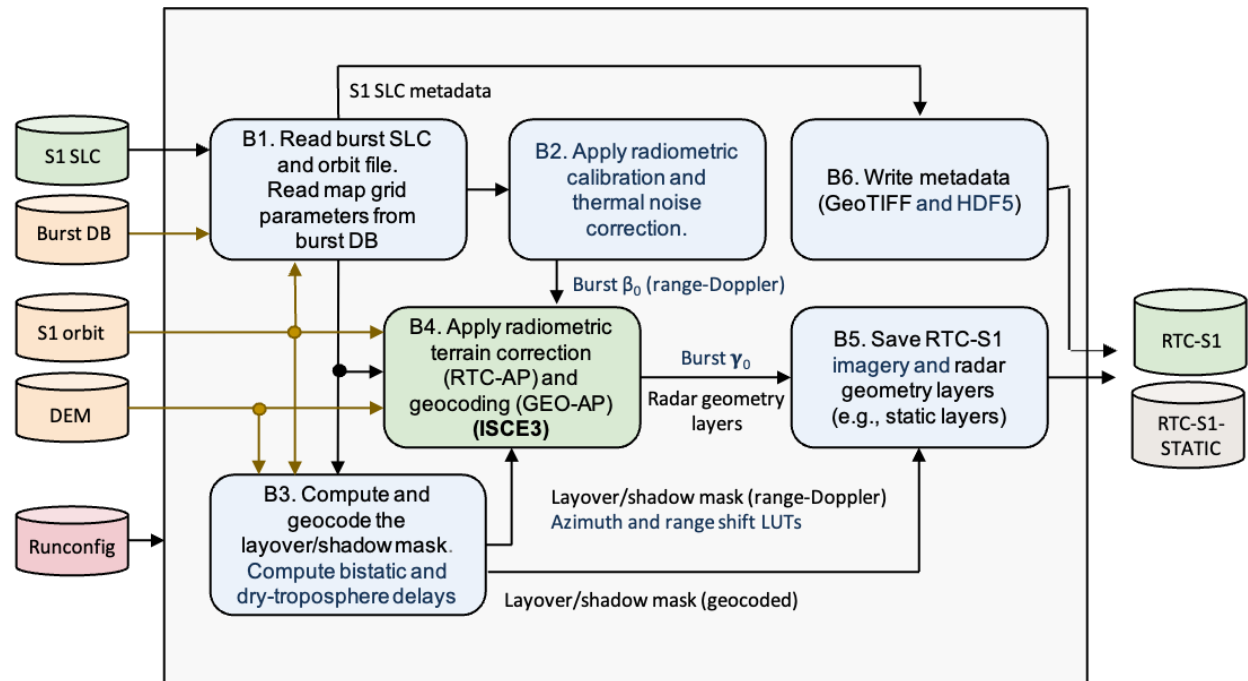 S1 SLC metadata
S1 SLC
Burst DB
S1 orbit
DEM
Runconfig
B1. Read burst SLC
and orbit file.
Read map grid
parameters from
burst DB
B2. Apply radiometric
calibration and
thermal noise
correction.
B6. Write metadata
(GeoTIFF and HDF5)
Burst β₀ (range-Doppler)
B4. Apply radiometric
terrain correction
(RTC-AP) and
geocoding (GEO-AP)
(ISCE3)
Burst γ₀
Radar geometry
layers
B5. Save RTC-S1
imagery and radar
geometry layers
(e.g., static layers)
RTC-S1
RTC-S1-
STATIC
B3. Compute and
geocode the
layover/shadow mask.
Compute bistatic and
dry-troposphere delays
Layover/shadow mask (range-Doppler)
Azimuth and range shift LUTs
Layover/shadow mask (geocoded)